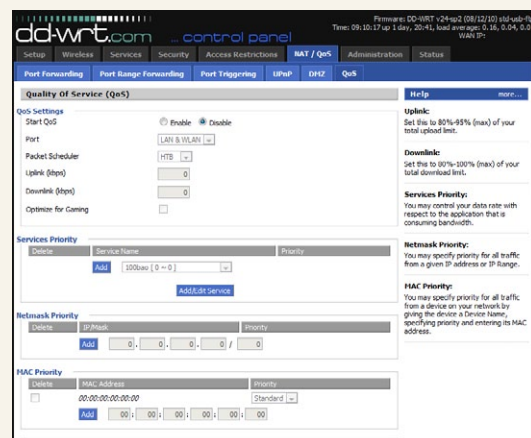 Firmware: DD-WRT v24-sp2 (08/12/10) std-usb-f
Time: 09:10:17 up 1 day, 20:41, load average: 0.16, 0.04, 0.0
WAN IP:
dd-wrt.com ... control panel
Setup Wireless Services Security Access Restrictions NAT / QoS Administration Status
Port Forwarding Port Range Forwarding Port Triggering UPnP DMZ QoS
Quality Of Service (QoS)
QoS Settings
Start QoS Enable Disable
Port LAN & WLAN
Packet Scheduler HTB
Uplink (kbps) 0
Downlink (kbps) 0
Optimize for Gaming
Services Priority
Delete Service Name Priority
Add 100bao [ 0 ~ 0 ]
Add/Edit Service
Netmask Priority
Delete IP/Mask Priority
Add 0. 0. 0. 0 / 0
MAC Priority
Delete MAC Address Priority
00:00:00:00:00:00 Standard
Add 00: 00: 00: 00: 00: 00
Help more...
Uplink:
Set this to 80%-95% (max) of your
total upload limit.
Downlink:
Set this to 80%-100% (max) of your
total download limit.
Services Priority:
You may control your data rate with
respect to the application that is
consuming bandwidth.
Netmask Priority:
You may specify priority for all traffic
from a given IP address or IP Range.
MAC Priority:
You may specify priority for all traffic
from a device on your network by
giving the device a Device Name,
specifying priority and entering its MAC
address.